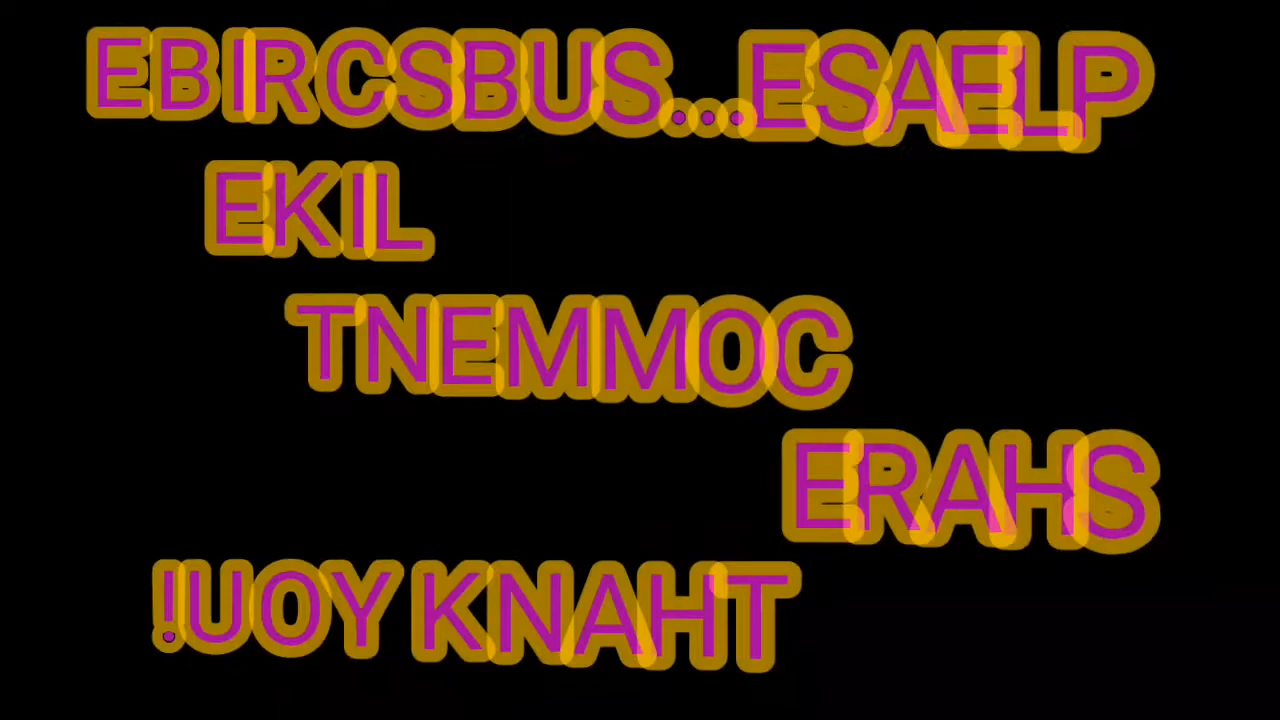 EBIRCSBUS...ESAELP
EKIL
TNEMMOC
ERAHS
!UOY KNAHT